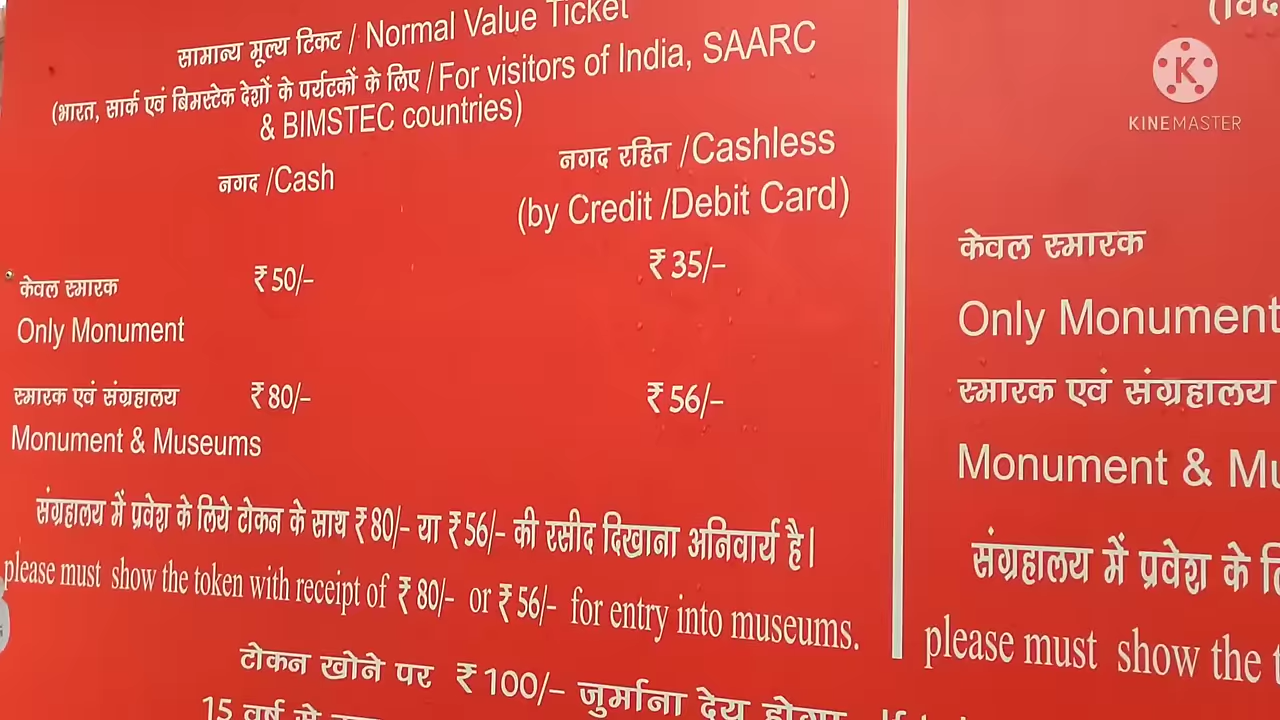 सामान्य मूल्य टिकट / Normal Value Ticket
(भारत, सार्क एवं बिमस्टेक देशों के पर्यटकों के लिए / For visitors of India, SAARC
& BIMSTEC countries)
नगद /Cash
नगद रहित /Cashless
(by Credit /Debit Card)
केवल स्मारक ₹ 50/- ₹ 35/-
Only Monument
स्मारक एवं संग्रहालय ₹ 80/- ₹ 56/-
Monument & Museums
संग्रहालय में प्रवेश के लिये टोकन के साथ ₹ 80/- या ₹ 56/- की रसीद दिखाना अनिवार्य है।
please must show the token with receipt of ₹ 80/- or ₹ 56/- for entry into museums.
टोकन खोने पर ₹ 100/- जुर्माना देय होगा
15 वर्ष से
केवल स्मारक
Only Monument
स्मारक एवं संग्रहालय
Monument &
संग्रहालय में प्रवेश के
please must show the
KINEMASTER